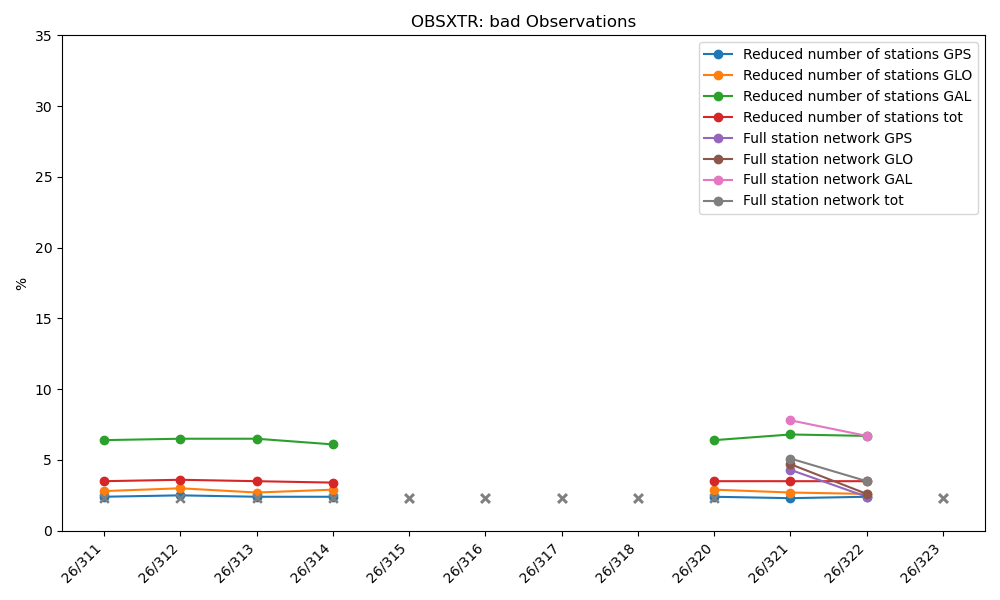 OBSXTR: bad Observations
35
30
25
20
15
10
5
0
%
Reduced number of stations GPS
Reduced number of stations GLO
Reduced number of stations GAL
Reduced number of stations tot
Full station network GPS
Full station network GLO
Full station network GAL
Full station network tot
26/311
26/312
26/313
26/314
26/315
26/316
26/317
26/318
26/320
26/321
26/322
26/323